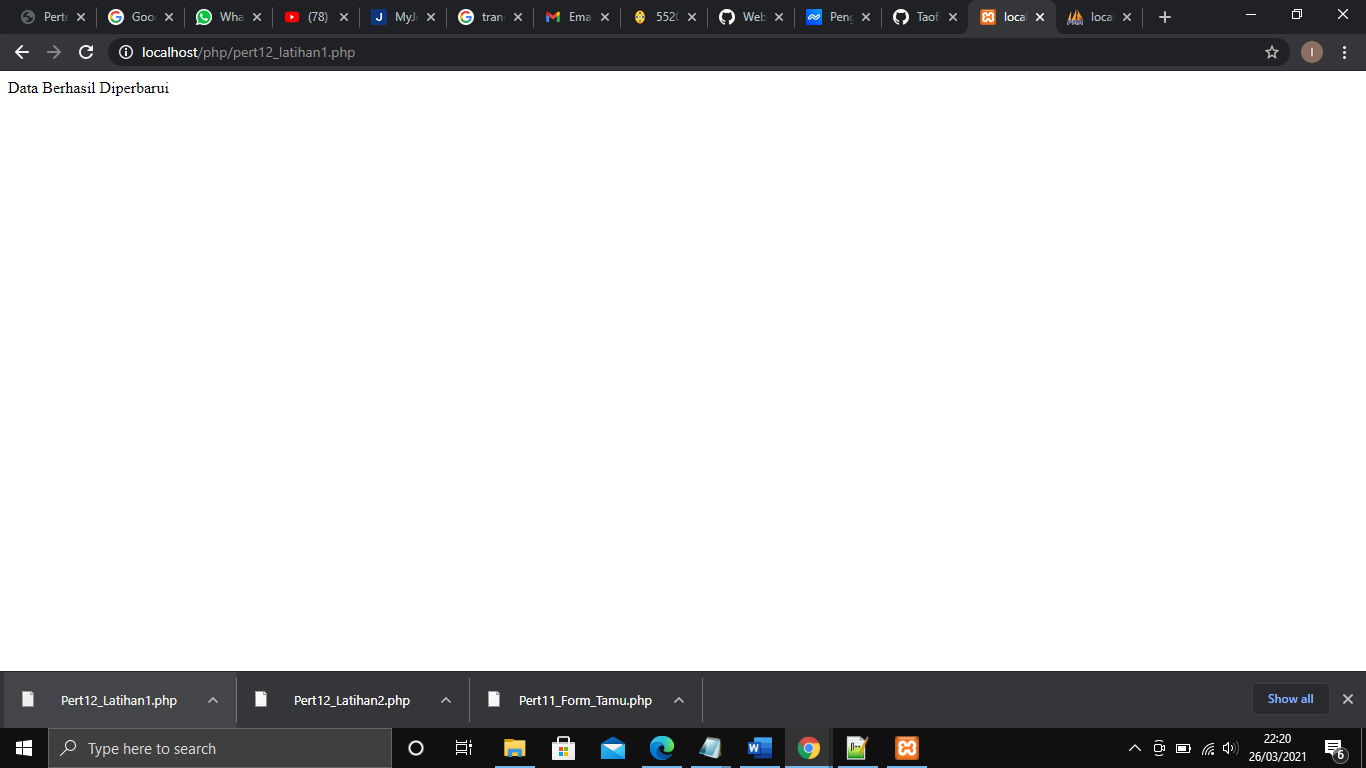 Perte Goo Wha (78) MyJ tran Ema 552 Web Peng Taof local local
localhost/php/pert12_latihan1.php
I
Data Berhasil Diperbarui
Pert12_Latihan1.php Pert12_Latihan2.php Pert11_Form_Tamu.php Show all
Type here to search
22:20
26/03/2021
6